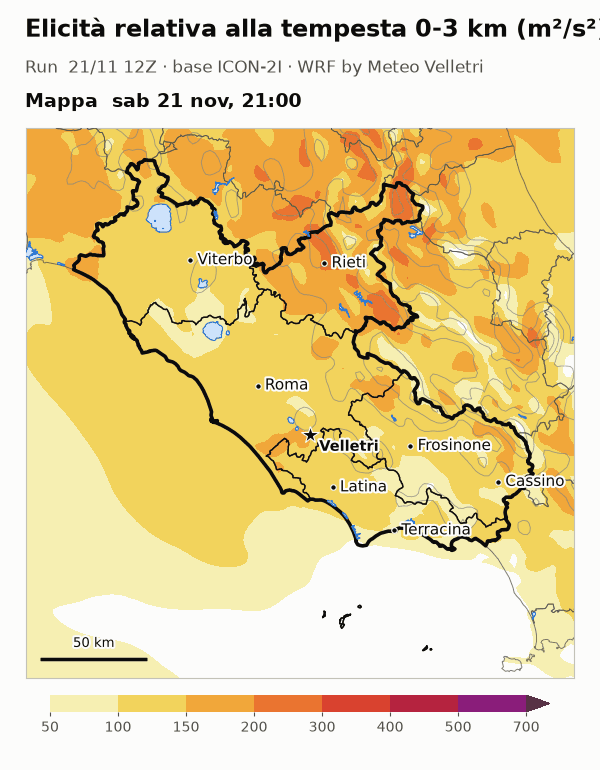 Elicità relativa alla tempesta 0-3 km (m²/s²)
Run 21/11 12Z · base ICON-2I · WRF by Meteo Velletri
Mappa sab 21 nov, 21:00
Viterbo
Rieti
Roma
Velletri
Frosinone
Cassino
Latina
Terracina
50 km
50 100 150 200 300 400 500 700